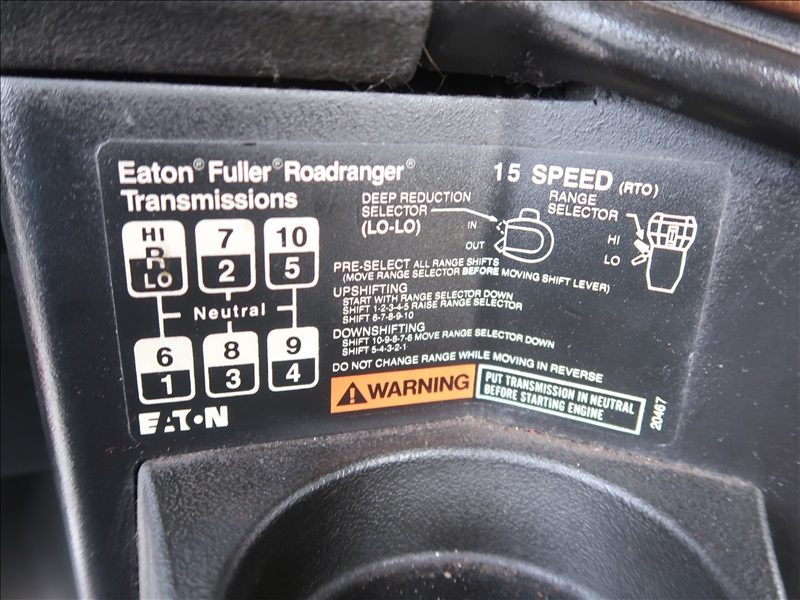 Eaton® Fuller® Roadranger®
Transmissions
15 SPEED (RTO)
DEEP REDUCTION
SELECTOR
(LO-LO)
IN
OUT
RANGE
SELECTOR
HI
LO
HI
R
LO
7
2
10
5
Neutral
6
1
8
3
9
4
PRE-SELECT ALL RANGE SHIFTS
(MOVE RANGE SELECTOR BEFORE MOVING SHIFT LEVER)
UPSHIFTING
START WITH RANGE SELECTOR DOWN
SHIFT 1-2-3-4-5 RAISE RANGE SELECTOR
SHIFT 6-7-8-9-10
DOWNSHIFTING
SHIFT 10-9-8-7-6 MOVE RANGE SELECTOR DOWN
SHIFT 5-4-3-2-1
DO NOT CHANGE RANGE WHILE MOVING IN REVERSE
WARNING
PUT TRANSMISSION IN NEUTRAL
BEFORE STARTING ENGINE
20467
EATON